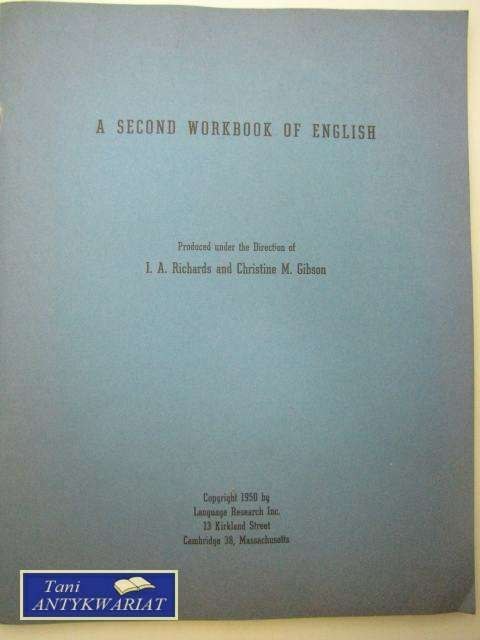 A SECOND WORKBOOK OF ENGLISH
Produced under the Direction of
I. A. Richards and Christine M. Gibson
Copyright 1950 by
Language Research Inc.
13 Kirkland Street
Cambridge 38, Massachusetts
Tani
ANTYKWARIAT